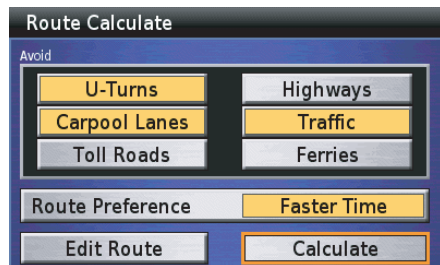 Route Calculate
Avoid
U-Turns Highways
Carpool Lanes Traffic
Toll Roads Ferries
Route Preference Faster Time
Edit Route Calculate